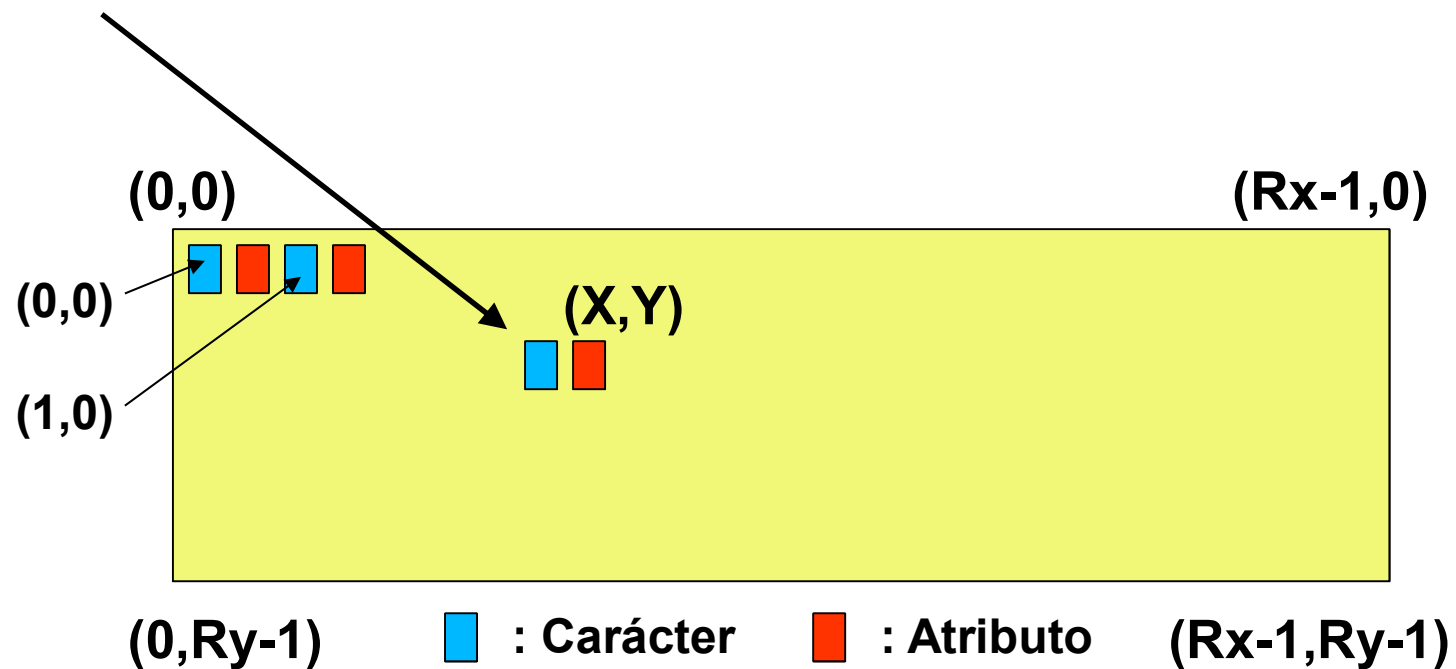 (0,0) (Rx-1,0)
(0,0)
(X,Y)
(1,0)
(0,Ry-1) : Carácter : Atributo (Rx-1,Ry-1)